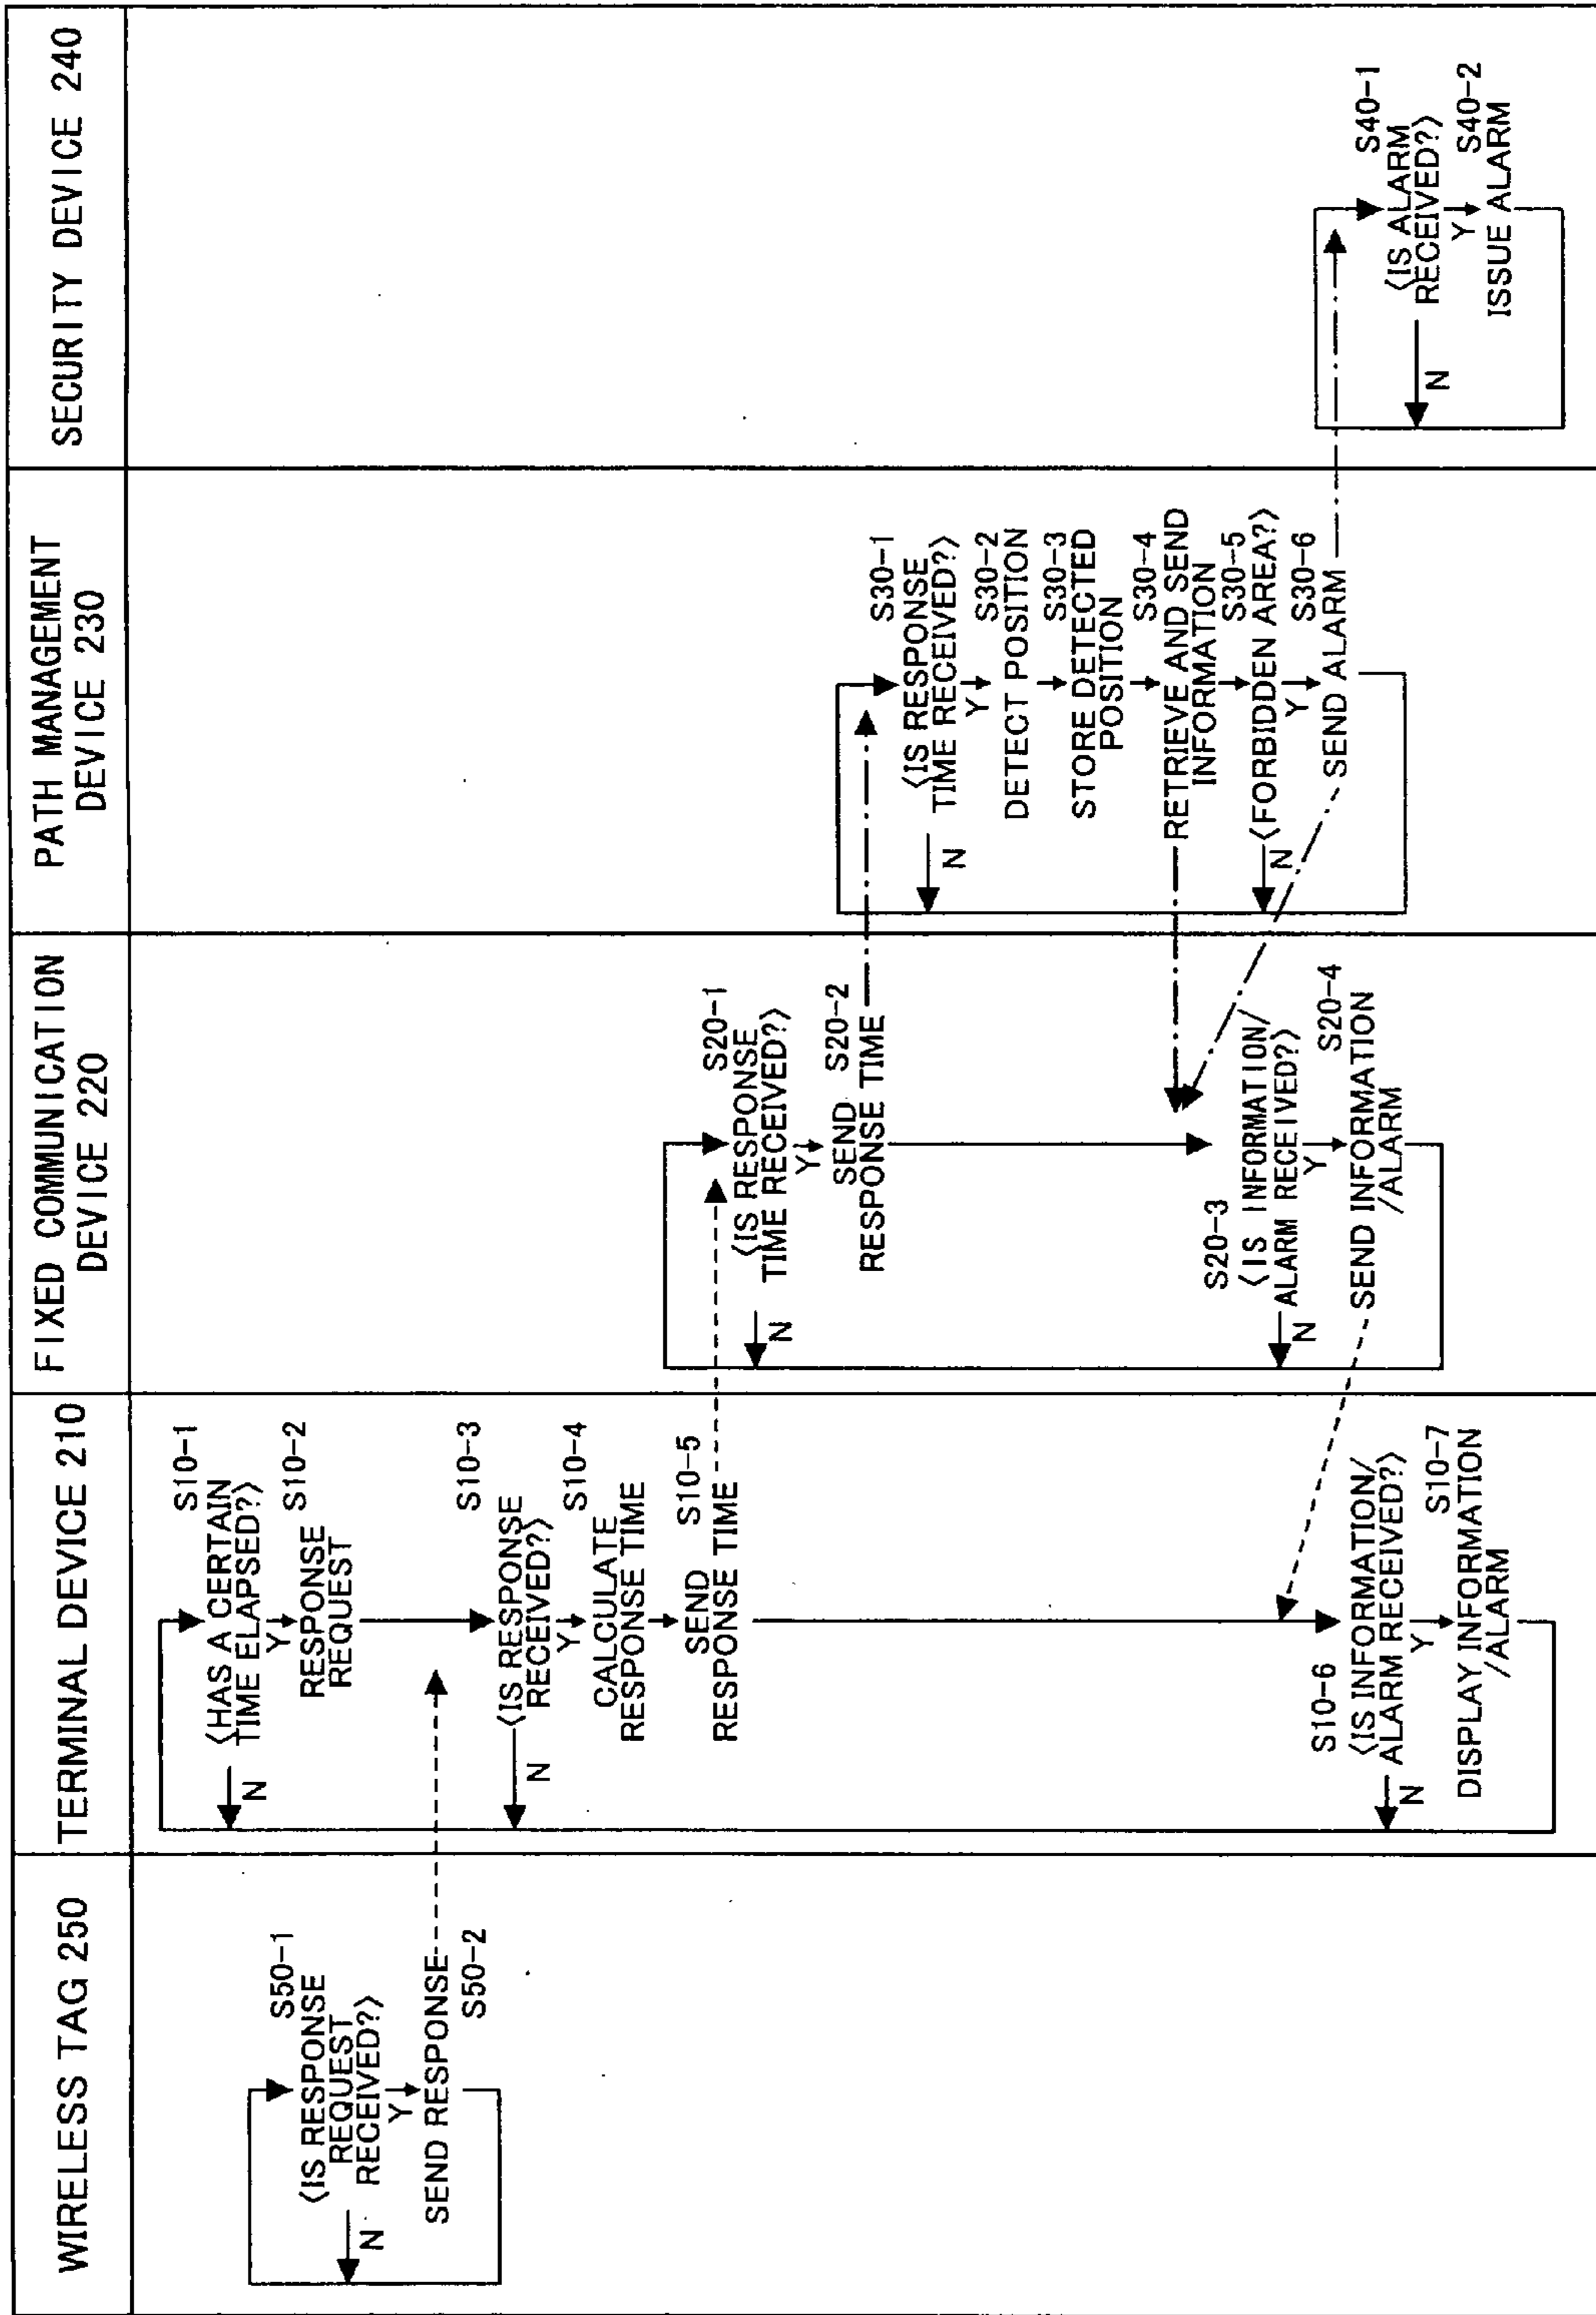 WIRELESS TAG 250
TERMINAL DEVICE 210
FIXED COMMUNICATION
DEVICE 220
PATH MANAGEMENT
DEVICE 230
SECURITY DEVICE 240
S50-1
〈IS RESPONSE
REQUEST
RECEIVED?〉
N
Y
SEND RESPONSE
S50-2
S10-1
〈HAS A CERTAIN
TIME ELAPSED?〉
N
Y
S10-2
RESPONSE
REQUEST
S10-3
〈IS RESPONSE
RECEIVED?〉
N
Y
S10-4
CALCULATE
RESPONSE TIME
S10-5
SEND
RESPONSE TIME
S10-6
〈IS INFORMATION/
ALARM RECEIVED?〉
N
Y
S10-7
DISPLAY INFORMATION
/ALARM
S20-1
〈IS RESPONSE
TIME RECEIVED?〉
N
Y
S20-2
SEND
RESPONSE TIME
S20-3
〈IS INFORMATION/
ALARM RECEIVED?〉
N
Y
S20-4
SEND INFORMATION
/ALARM
S30-1
〈IS RESPONSE
TIME RECEIVED?〉
N
Y
S30-2
DETECT POSITION
S30-3
STORE DETECTED
POSITION
S30-4
RETRIEVE AND SEND
INFORMATION
S30-5
〈FORBIDDEN AREA?〉
N
Y
S30-6
SEND ALARM
S40-1
〈IS ALARM
RECEIVED?〉
N
Y
S40-2
ISSUE ALARM